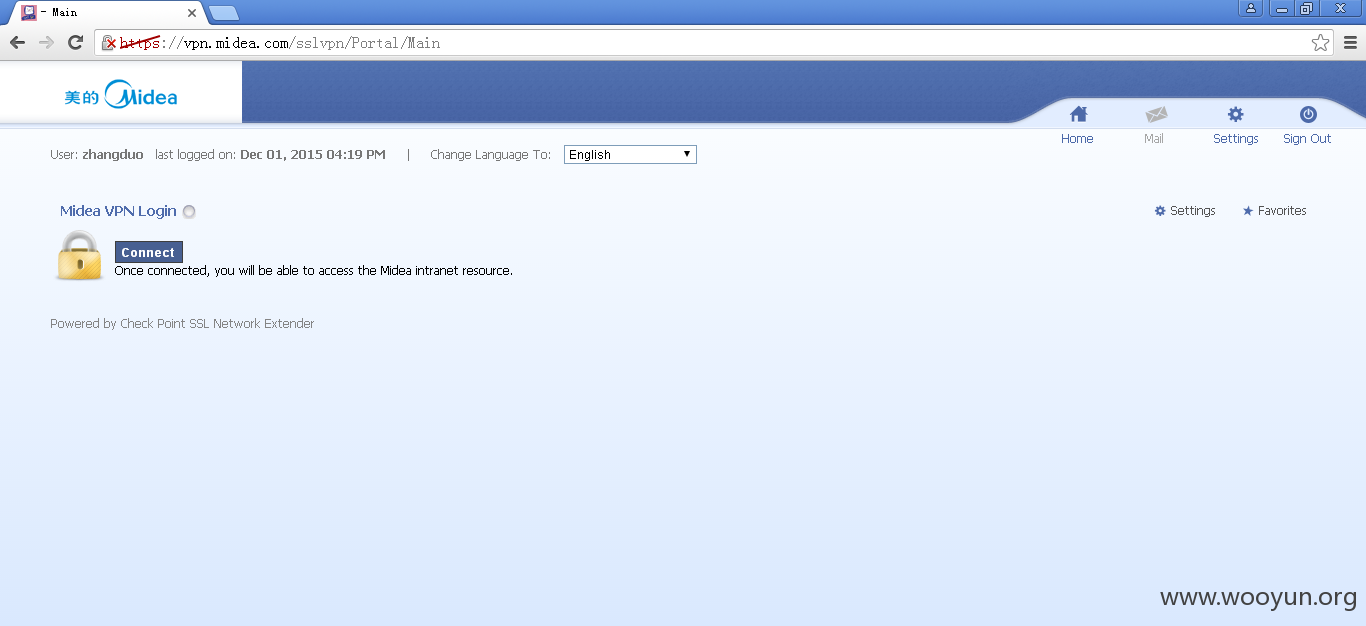 - Main
https://vpn.midea.com/sslvpn/Portal/Main
美的 Midea
Home Mail Settings Sign Out
User: zhangduo last logged on: Dec 01, 2015 04:19 PM | Change Language To: English
Midea VPN Login Settings Favorites
Connect
Once connected, you will be able to access the Midea intranet resource.
Powered by Check Point SSL Network Extender
www.wooyun.org